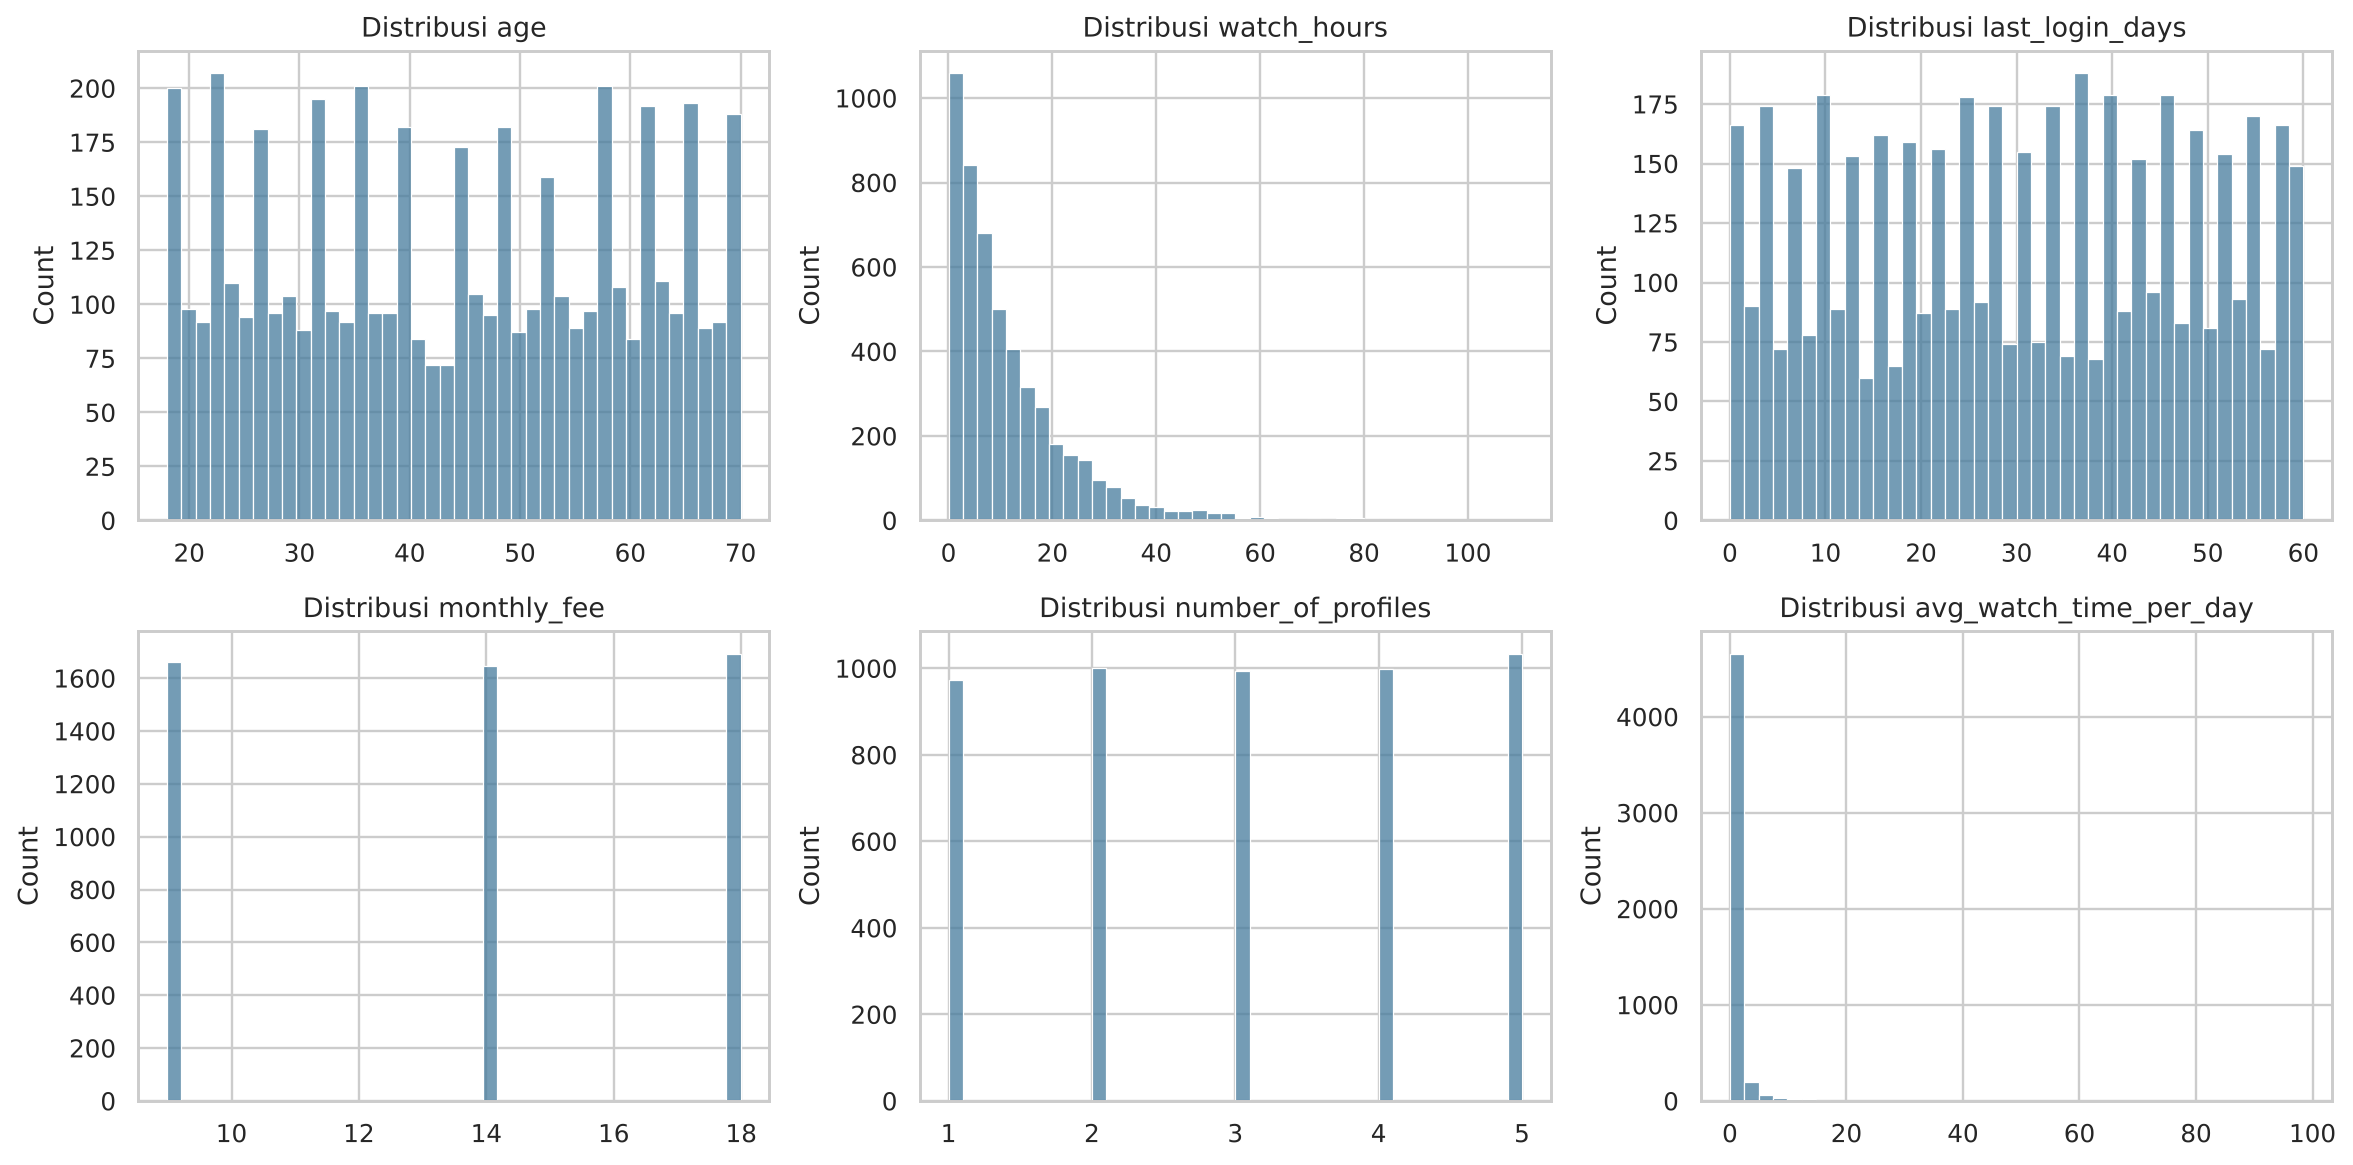 Distribusi age
Count
200
175
150
125
100
75
50
25
0
20 30 40 50 60 70
Distribusi watch_hours
Count
1000
800
600
400
200
0
0 20 40 60 80 100
Distribusi last_login_days
Count
175
150
125
100
75
50
25
0
0 10 20 30 40 50 60
Distribusi monthly_fee
Count
1600
1400
1200
1000
800
600
400
200
0
10 12 14 16 18
Distribusi number_of_profiles
Count
1000
800
600
400
200
0
1 2 3 4 5
Distribusi avg_watch_time_per_day
Count
4000
3000
2000
1000
0
0 20 40 60 80 100